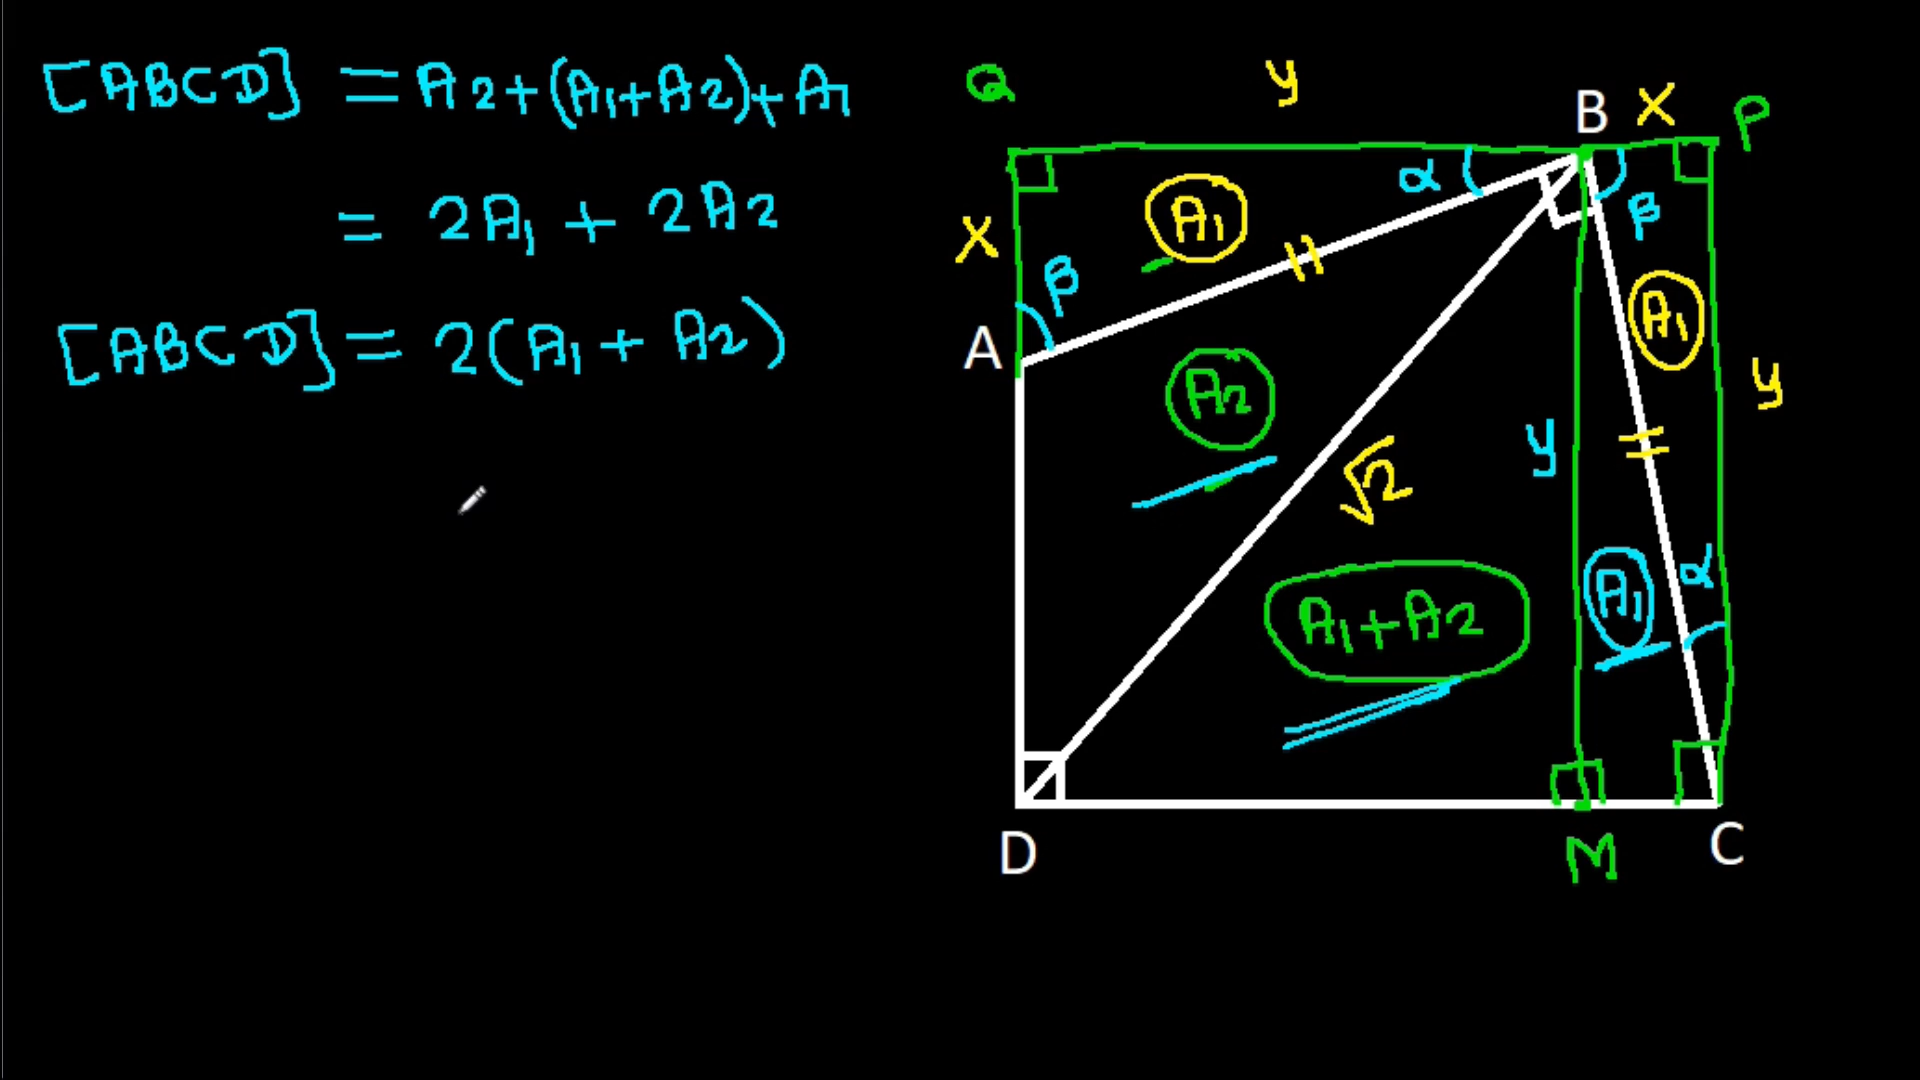 [ABCD] = A2+(A1+A2)+A1
= 2A1 + 2A2
[ABCD] = 2(A1 + A2)
Q y B X P
α A1 β
X β A1
A A2 y
y
√2
A1 α
A1+A2
D M C